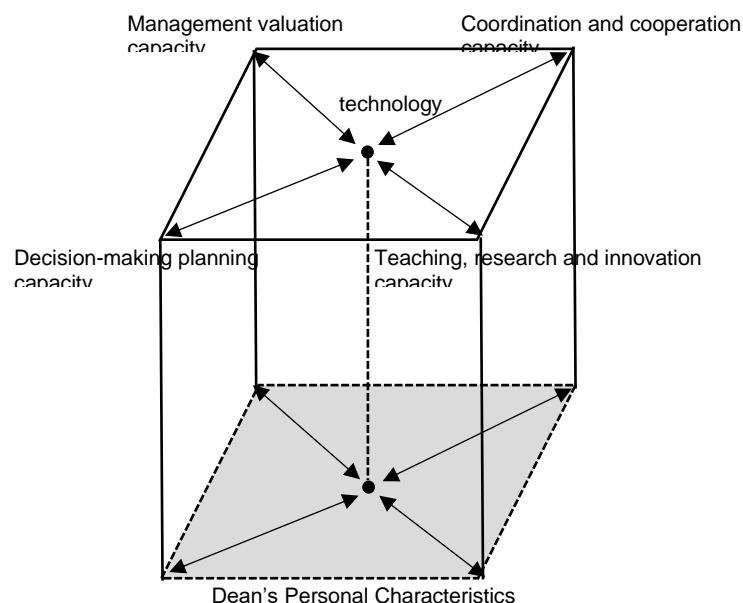 Management valuation
capacity
Coordination and cooperation
capacity
technology
Decision-making planning
capacity
Teaching, research and innovation
capacity
Dean's Personal Characteristics